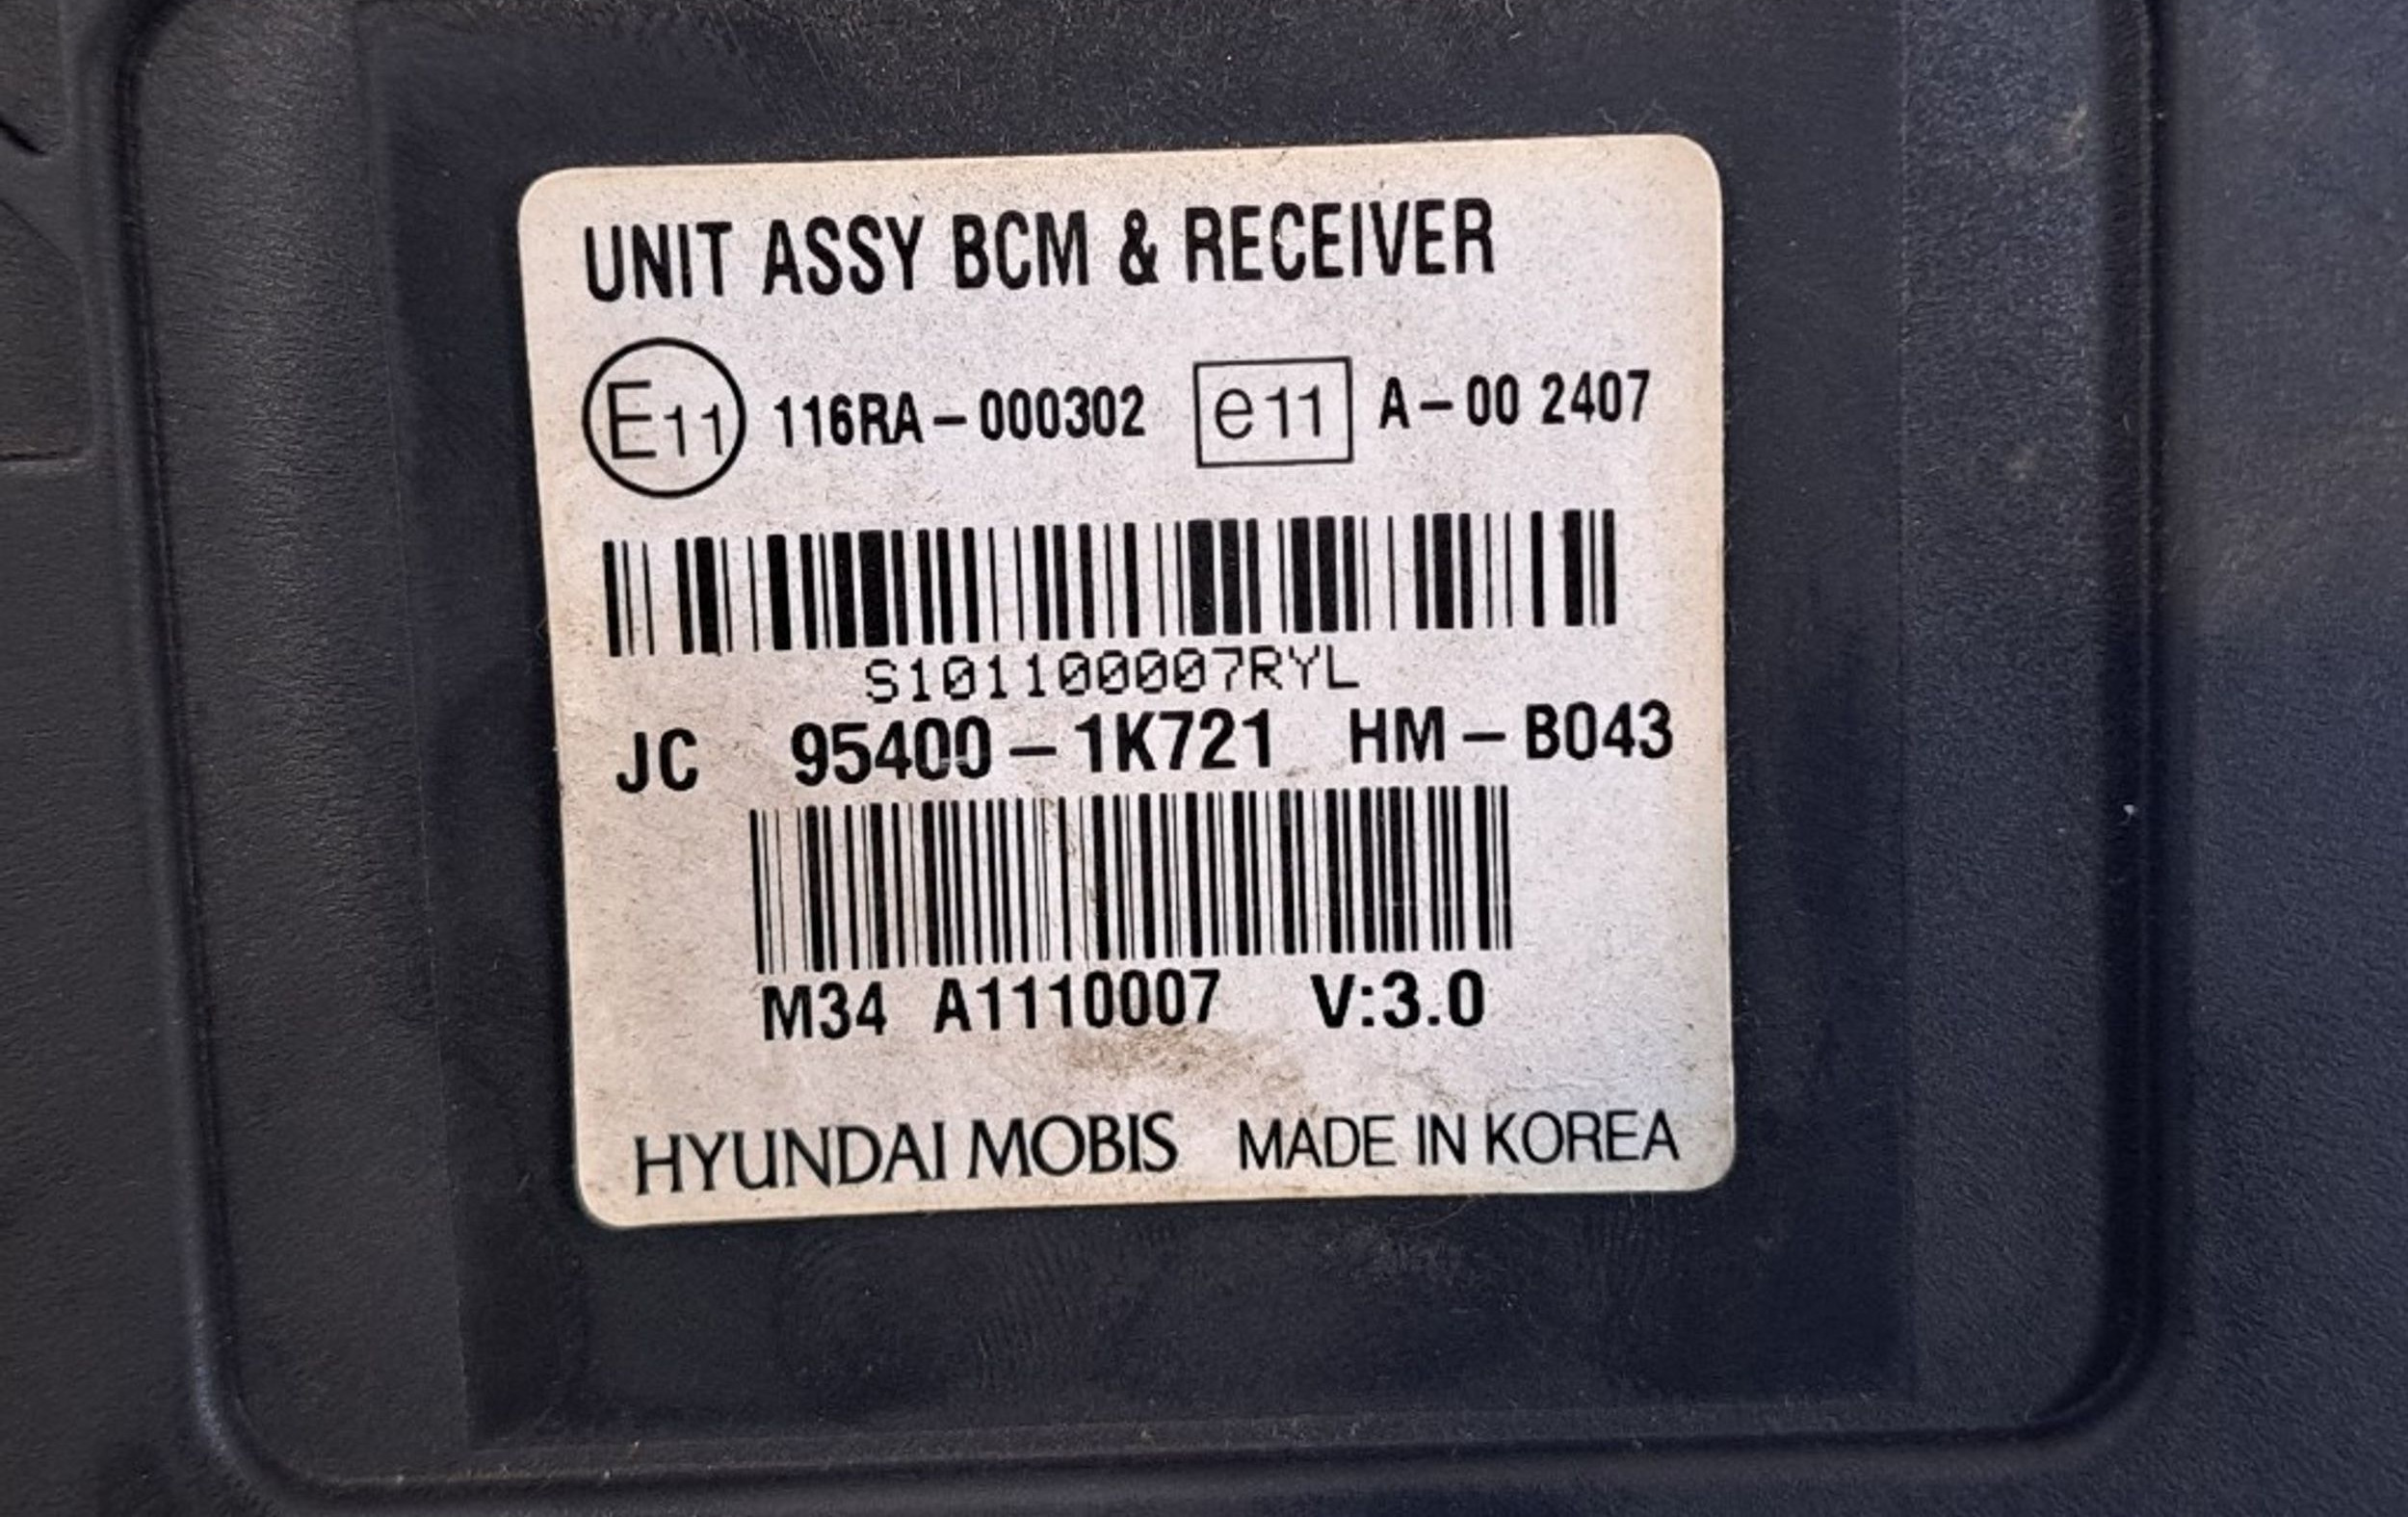 UNIT ASSY BCM & RECEIVER
E11 116RA-000302 e11 A-00 2407
S101100007RYL
JC 95400-1K721 HM-B043
M34 A1110007 V:3.0
HYUNDAI MOBIS MADE IN KOREA